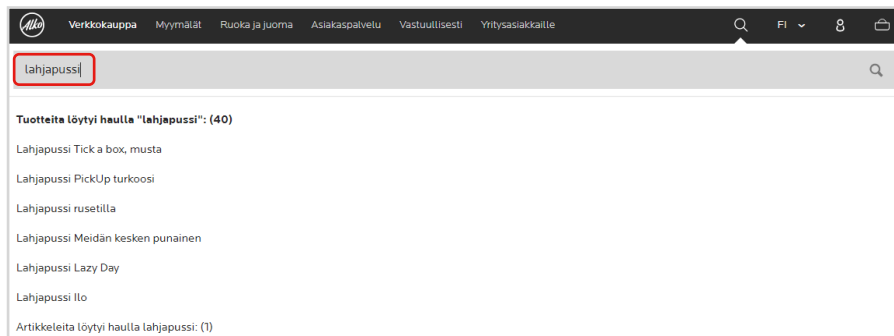 Alko Verkkokauppa Myymälät Ruoka ja juoma Asiakaspalvelu Vastuullisesti Yritysasiakkaille FI
lahjapussi
Tuotteita löytyi haulla "lahjapussi": (40)
Lahjapussi Tick a box, musta
Lahjapussi PickUp turkoosi
Lahjapussi rusetilla
Lahjapussi Meidän kesken punainen
Lahjapussi Lazy Day
Lahjapussi Ilo
Artikkeleita löytyi haulla lahjapussi: (1)